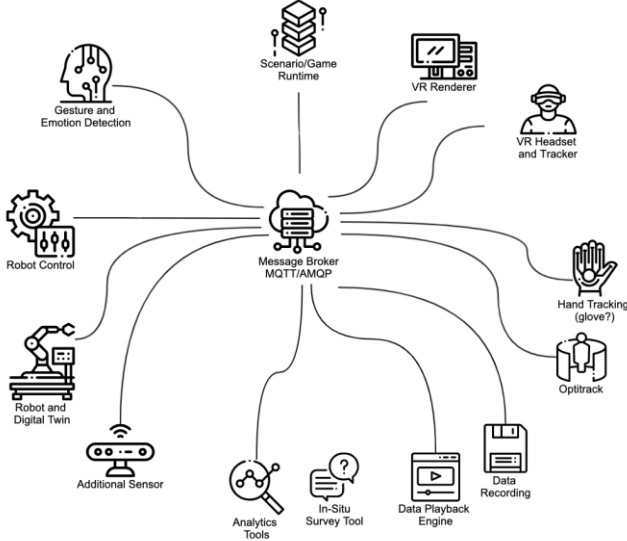 Scenario/Game
Runtime
VR Renderer
Gesture and
Emotion Detection
VR Headset
and Tracker
Robot Control
Message Broker
MQTT/AMQP
Hand Tracking
(glove?)
Optitrack
Robot and
Digital Twin
Additional Sensor
Analytics
Tools
In-Situ
Survey Tool
?
Data Playback
Engine
Data
Recording